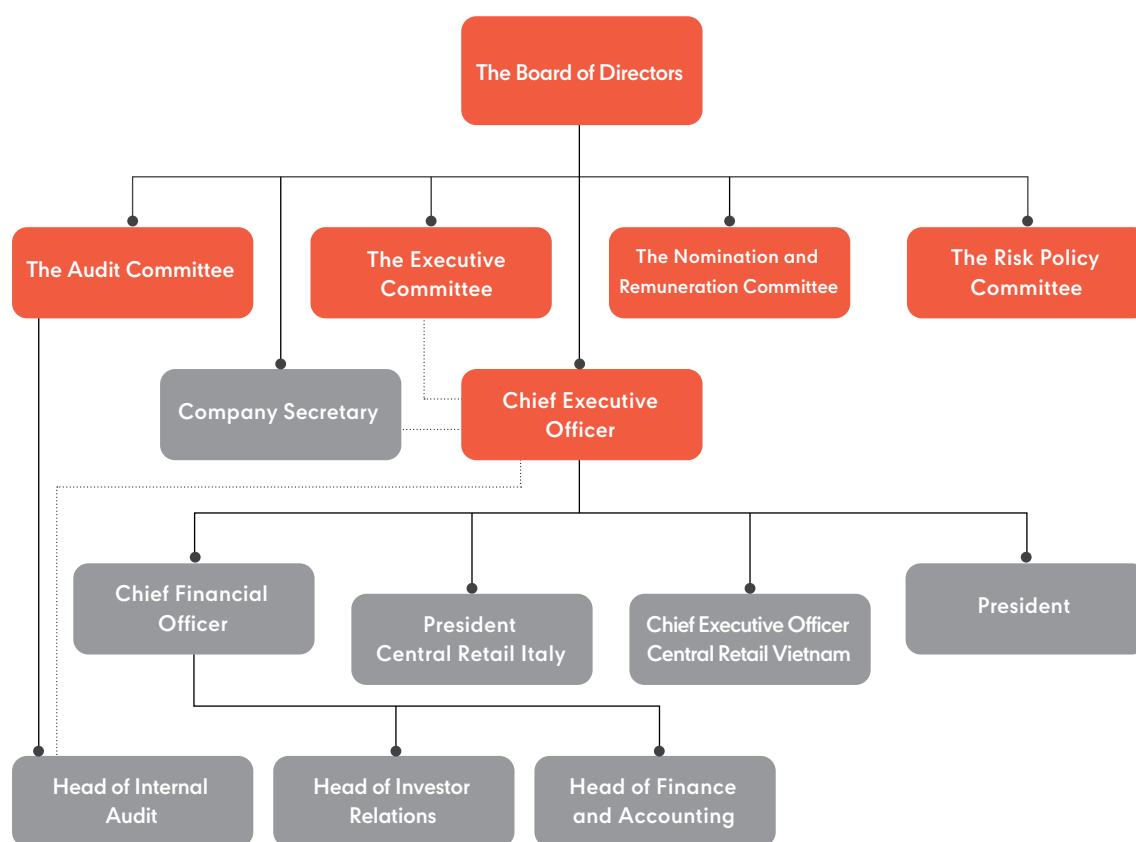 The Board of Directors
The Audit Committee
The Executive
Committee
The Nomination and
Remuneration Committee
The Risk Policy
Committee
Company Secretary
Chief Executive
Officer
Chief Financial
Officer
President
Central Retail Italy
Chief Executive Officer
Central Retail Vietnam
President
Head of Internal
Audit
Head of Investor
Relations
Head of Finance
and Accounting